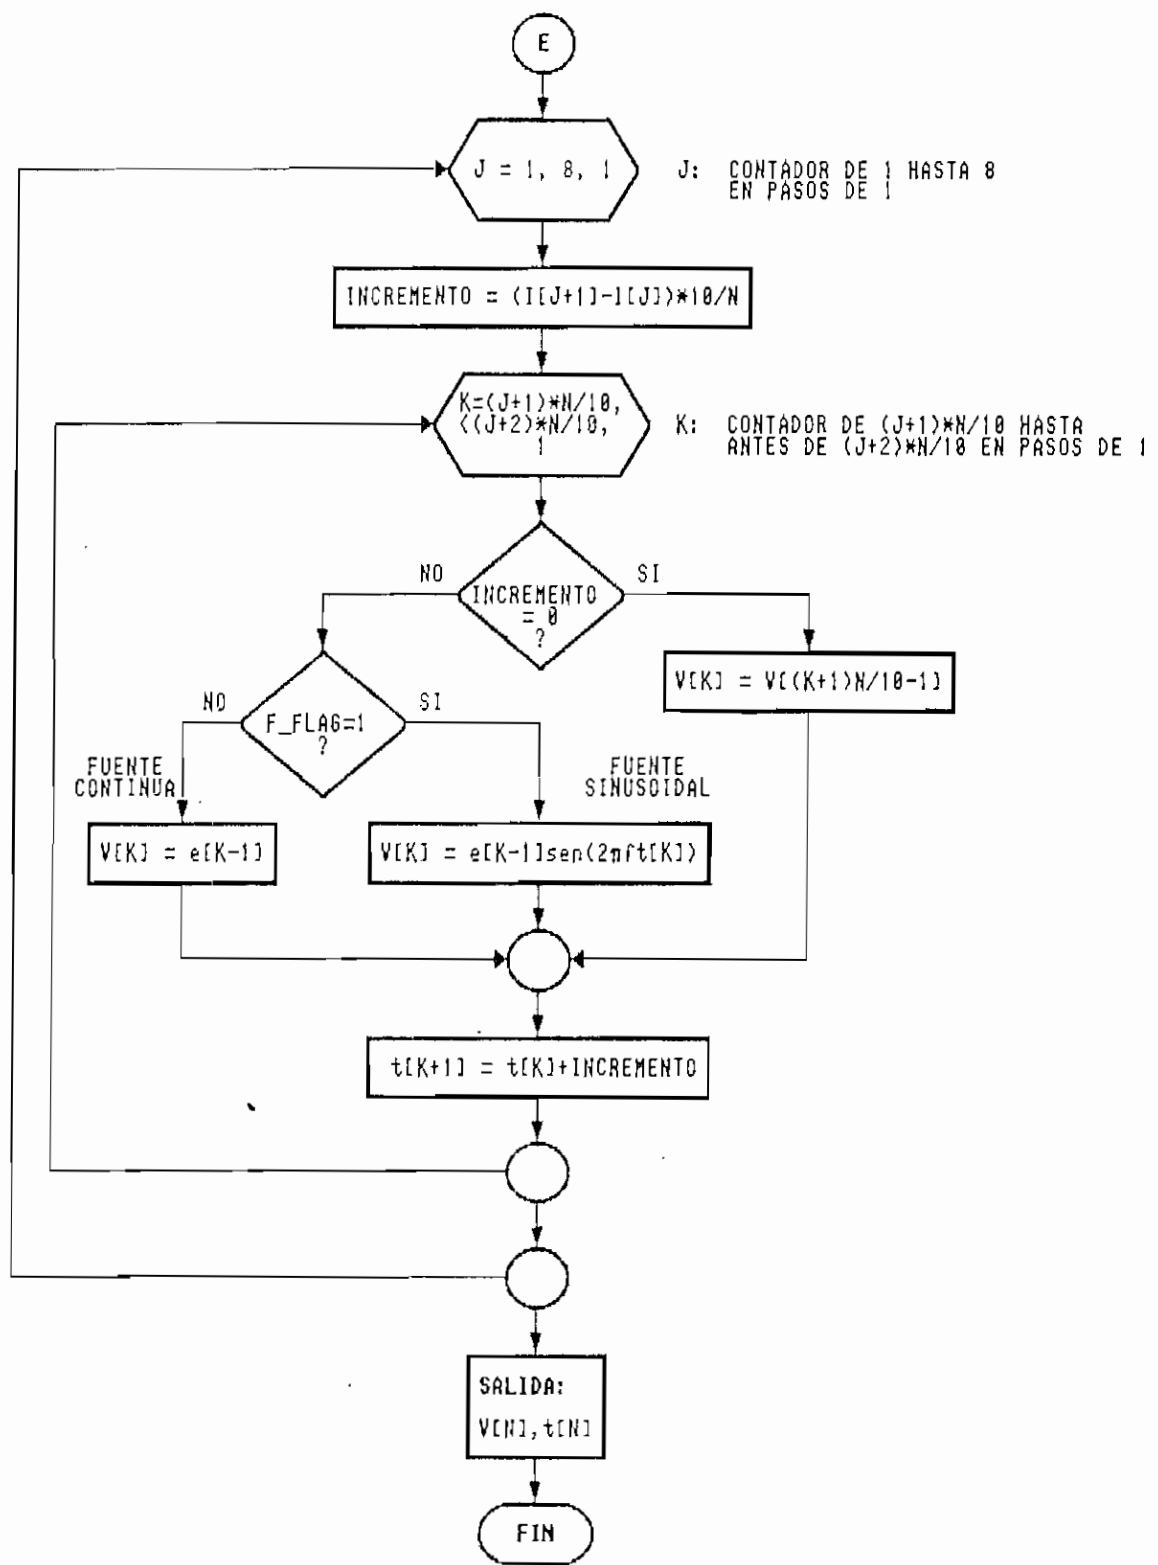 E
J = 1, 8, 1
J: CONTADOR DE 1 HASTA 8
EN PASOS DE 1
INCREMENTO = (I[J+1]-I[J])*10/N
K=(J+1)*N/10,
<(J+2)*N/10,
1
K: CONTADOR DE (J+1)*N/10 HASTA
ANTES DE (J+2)*N/10 EN PASOS DE 1
NO
SI
INCREMENTO
= 0
?
V[K] = V[(K+1)N/10-1]
NO
SI
F_FLAG=1
?
FUENTE
CONTINUA
FUENTE
SINUSOIDAL
V[K] = e[K-1]
V[K] = e[K-1]sen(2πft[K])
t[K+1] = t[K]+INCREMENTO
SALIDA:
V[N],t[N]
FIN